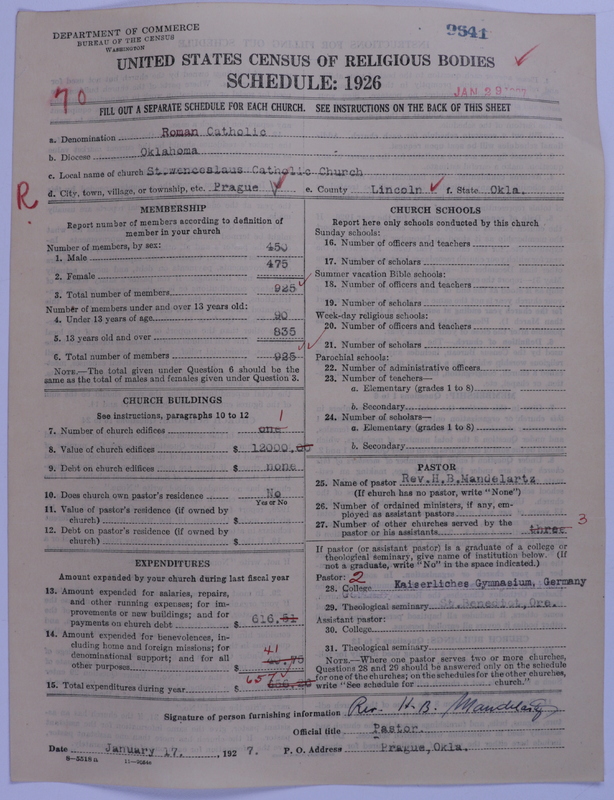 DEPARTMENT OF COMMERCE
BUREAU OF THE CENSUS
WASHINGTON
9541
UNITED STATES CENSUS OF RELIGIOUS BODIES
SCHEDULE: 1926
70
JAN 29 1927
FILL OUT A SEPARATE SCHEDULE FOR EACH CHURCH. SEE INSTRUCTIONS ON THE BACK OF THIS SHEET
a. Denomination Roman Catholic
b. Diocese Oklahoma
c. Local name of church St.wenceslaus Catholic Church
R
d. City, town, village, or township, etc. Prague e. County Lincoln f. State Okla.
MEMBERSHIP
Report number of members according to definition of member in your church
Number of members, by sex:
1. Male 450
2. Female 475
3. Total number of members 925
Number of members under and over 13 years old:
4. Under 13 years of age 90
5. 13 years old and over 835
6. Total number of members 925
NOTE.—The total given under Question 6 should be the same as the total of males and females given under Question 3.
CHURCH BUILDINGS
See instructions, paragraphs 10 to 12
1
7. Number of church edifices one
8. Value of church edifices $ 12000.00
9. Debt on church edifices $ none
10. Does church own pastor's residence No
Yes or No
11. Value of pastor's residence (if owned by church) $
12. Debt on pastor's residence (if owned by church) $
EXPENDITURES
Amount expended by your church during last fiscal year
13. Amount expended for salaries, repairs, and other running expenses; for improvements or new buildings; and for payments on church debt $ 616.
14. Amount expended for benevolences, including home and foreign missions; for denominational support; and for all other purposes $
41
15. Total expenditures during year $
657
CHURCH SCHOOLS
Report here only schools conducted by this church
Sunday schools:
16. Number of officers and teachers
17. Number of scholars
Summer vacation Bible schools:
18. Number of officers and teachers
19. Number of scholars
Week-day religious schools:
20. Number of officers and teachers
21. Number of scholars
Parochial schools:
22. Number of administrative officers
23. Number of teachers—
a. Elementary (grades 1 to 8)
b. Secondary
24. Number of scholars—
a. Elementary (grades 1 to 8)
b. Secondary
PASTOR
25. Name of pastor Rev.H.B.Mandelartz
(If church has no pastor, write "None")
26. Number of ordained ministers, if any, employed as assistant pastors
27. Number of other churches served by the pastor or his assistants three
3
If pastor (or assistant pastor) is a graduate of a college or theological seminary, give name of institution below. (If not a graduate, write "No" in the space indicated.)
Pastor: 2
28. College Kaiserliches Gymnasium, Germany
29. Theological seminary St.Benedict, Ore.
Assistant pastor:
30. College
31. Theological seminary
NOTE.—Where one pastor serves two or more churches, Questions 28 and 29 should be answered only on the schedule for one of the churches; on the schedules for the other churches, write "See schedule for church."
Signature of person furnishing information Rev. H. B. Mandelartz
Official title Pastor.
Date January 17, 1927. P. O. Address Prague, Okla.
8—5518a